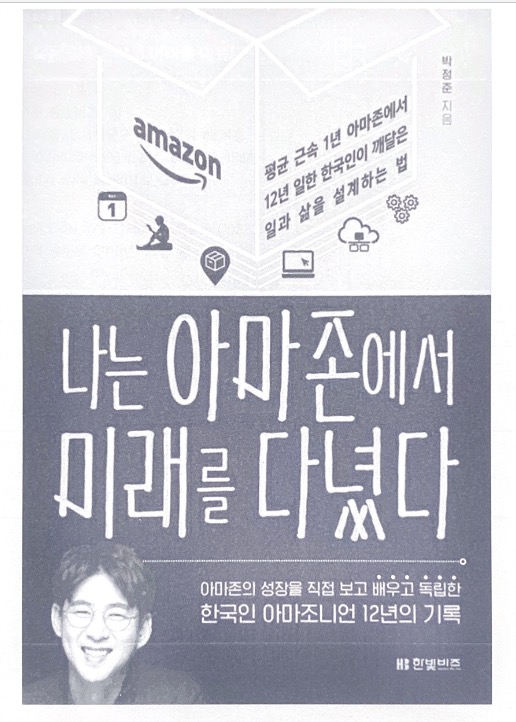 박정준 지음
amazon
평균 근속 1년 아마존에서
12년 일한 한국인이 깨달은
일과 삶을 설계하는 법
1
나는 아마존에서
미래를 다녔다
아마존의 성장을 직접 보고 배우고 독립한
한국인 아마조니언 12년의 기록
HB 한빛비즈